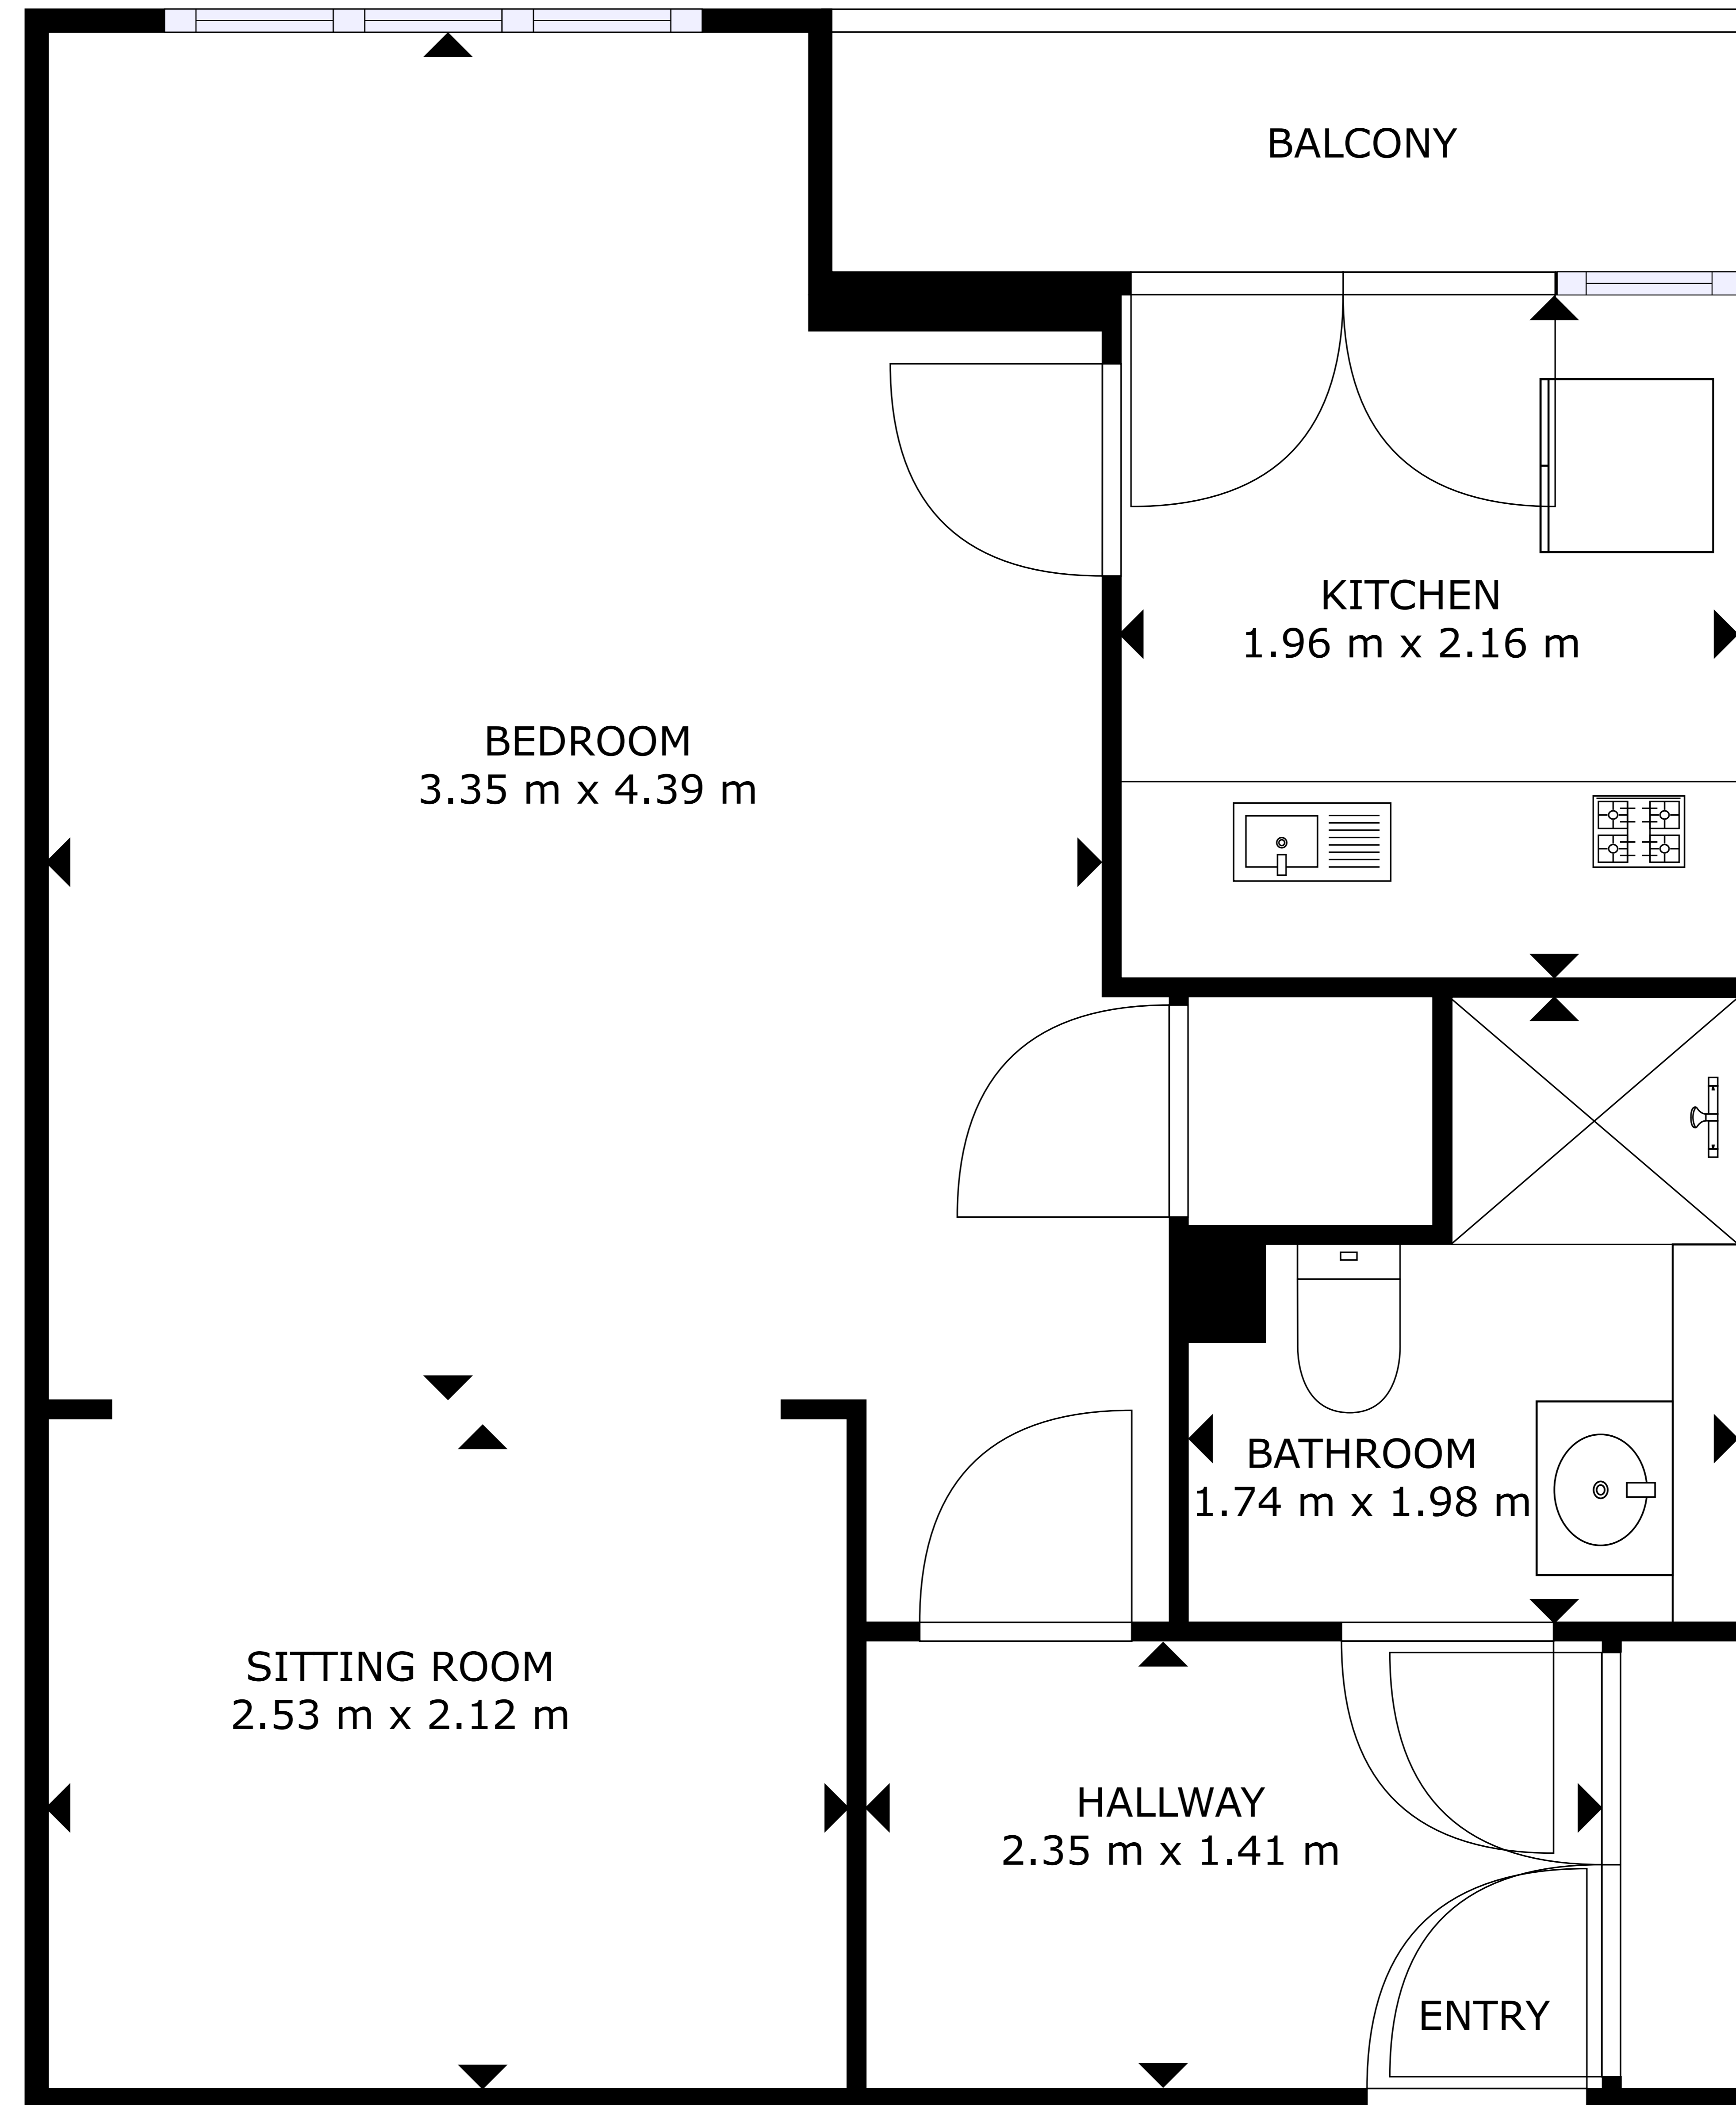 BALCONY
KITCHEN
1.96 m x 2.16 m
BEDROOM
3.35 m x 4.39 m
BATHROOM
1.74 m x 1.98 m
SITTING ROOM
2.53 m x 2.12 m
HALLWAY
2.35 m x 1.41 m
ENTRY